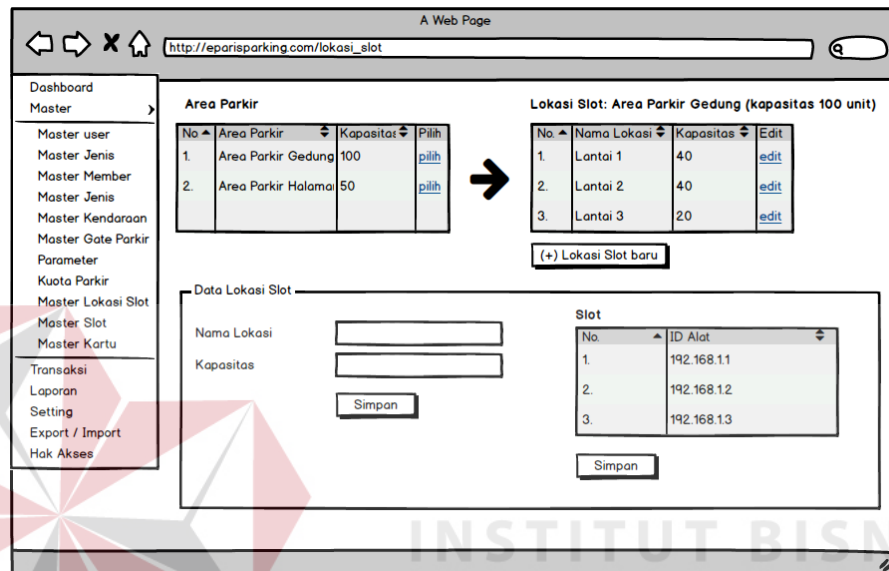 A Web Page
http://eparisparking.com/lokasi_slot
Dashboard
Master
Master user
Master Jenis
Master Member
Master Jenis
Master Kendaraan
Master Gate Parkir
Parameter
Kuota Parkir
Master Lokasi Slot
Master Slot
Master Kartu
Transaksi
Laporan
Setting
Export / Import
Hak Akses
Area Parkir
No Area Parkir Kapasitas Pilih
1. Area Parkir Gedung 100 pilih
2. Area Parkir Halaman 50 pilih
Lokasi Slot: Area Parkir Gedung (kapasitas 100 unit)
No. Nama Lokasi Kapasitas Edit
1. Lantai 1 40 edit
2. Lantai 2 40 edit
3. Lantai 3 20 edit
(+) Lokasi Slot baru
Data Lokasi Slot
Nama Lokasi
Kapasitas
Simpan
Slot
No. ID Alat
1. 192.168.1.1
2. 192.168.1.2
3. 192.168.1.3
Simpan
INSTITUT BISN